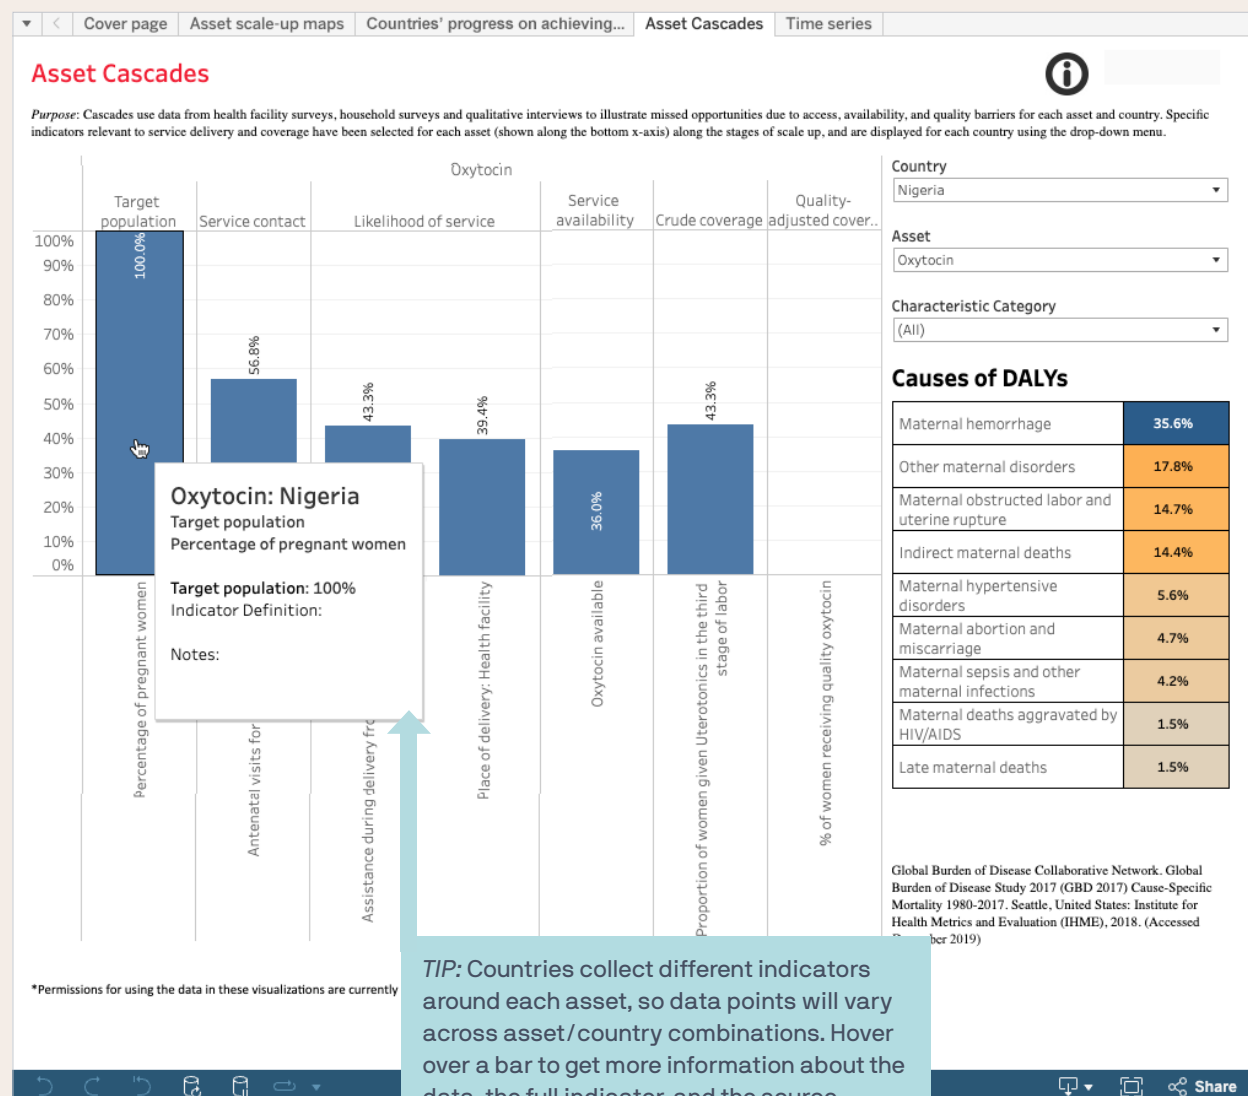 Cover page
Asset scale-up maps
Countries' progress on achieving...
Asset Cascades
Time series
Asset Cascades
Purpose: Cascades use data from health facility surveys, household surveys and qualitative interviews to illustrate missed opportunities due to access, availability, and quality barriers for each asset and country. Specific
indicators relevant to service delivery and coverage have been selected for each asset (shown along the bottom x-axis) along the stages of scale up, and are displayed for each country using the drop-down menu.
Oxytocin
Target
population
Service contact
Likelihood of service
Service
availability
Crude coverage
Quality-
adjusted cover..
100%
90%
80%
70%
60%
50%
40%
30%
20%
10%
0%
100.0%
56.8%
43.3%
39.4%
36.0%
43.3%
Oxytocin: Nigeria
Target population
Percentage of pregnant women
Target population: 100%
Indicator Definition:
Notes:
Percentage of pregnant women
Antenatal visits for
Assistance during delivery
Place of delivery: Health facility
Oxytocin available
Proportion of women given Uterotonics in the third
stage of labor
% of women receiving quality oxytocin
Country
Nigeria
Asset
Oxytocin
Characteristic Category
(All)
Causes of DALYs
Maternal hemorrhage
35.6%
Other maternal disorders
17.8%
Maternal obstructed labor and
uterine rupture
14.7%
Indirect maternal deaths
14.4%
Maternal hypertensive
disorders
5.6%
Maternal abortion and
miscarriage
4.7%
Maternal sepsis and other
maternal infections
4.2%
Maternal deaths aggravated by
HIV/AIDS
1.5%
Late maternal deaths
1.5%
Global Burden of Disease Collaborative Network. Global
Burden of Disease Study 2017 (GBD 2017) Cause-Specific
Mortality 1980-2017. Seattle, United States: Institute for
Health Metrics and Evaluation (IHME), 2018. (Accessed
2019)
*Permissions for using the data in these visualizations are currently
TIP: Countries collect different indicators
around each asset, so data points will vary
across asset/country combinations. Hover
over a bar to get more information about the
data, the full indicator, and the source.
Share